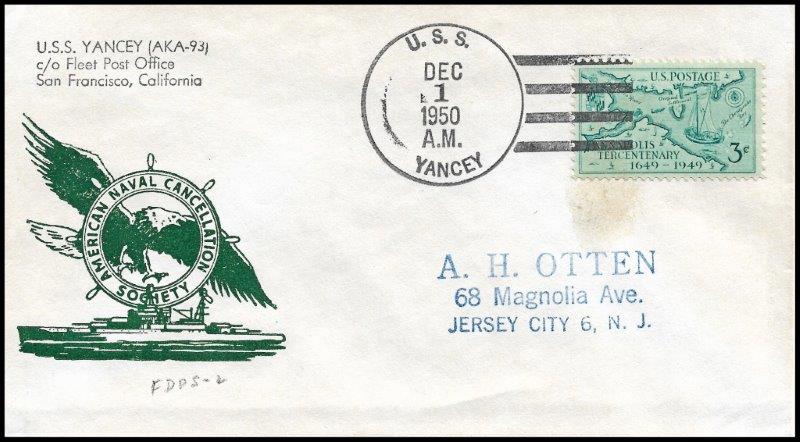 U.S.S. YANCEY (AKA-93)
c/o Fleet Post Office
San Francisco, California
U. S. S.
DEC
1
1950
A.M.
YANCEY
U.S. POSTAGE
ANNAPOLIS
TERCENTENARY
1649-1949
3¢
AMERICAN NAVAL CANCELLATION
SOCIETY
A. H. OTTEN
68 Magnolia Ave.
JERSEY CITY 6, N. J.
FDPS-2